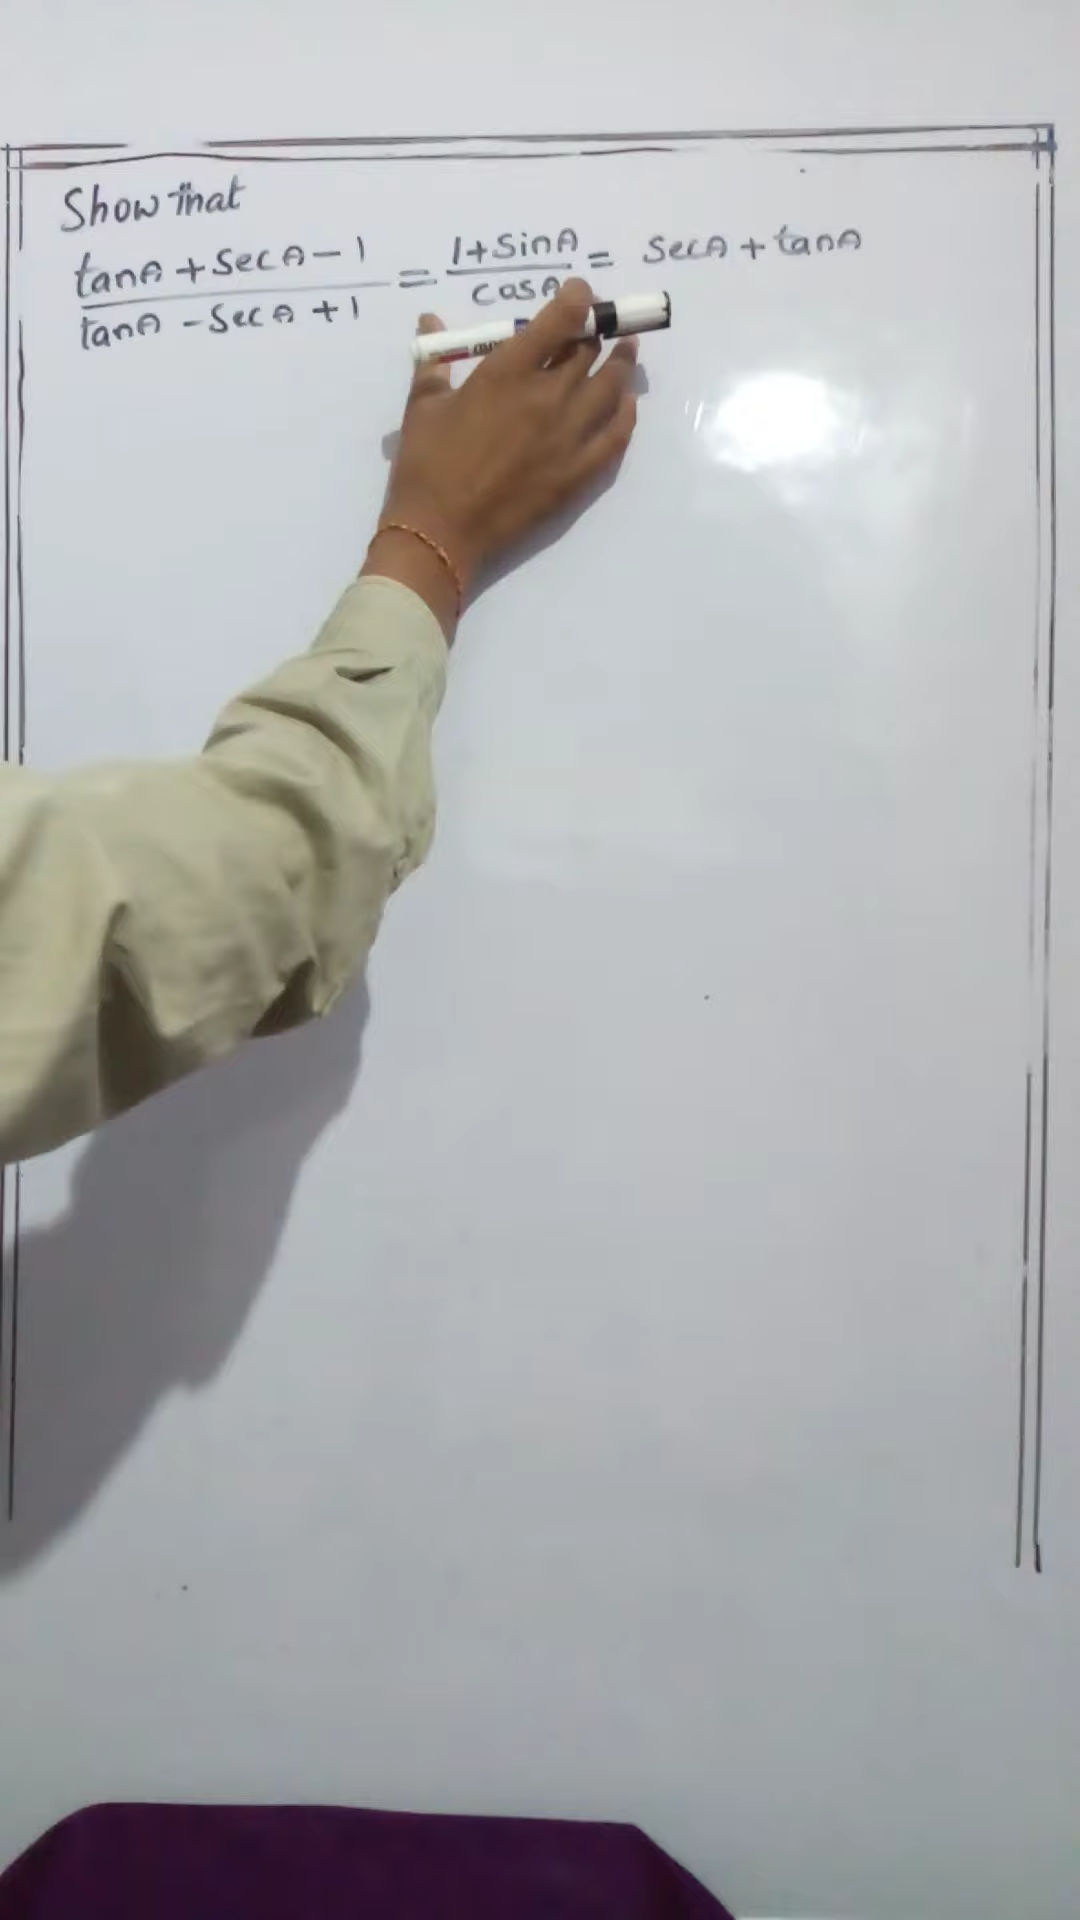 Show that
tanA + SecA - 1 / tanA - SecA + 1 = 1 + SinA / cosA = SecA + tanA